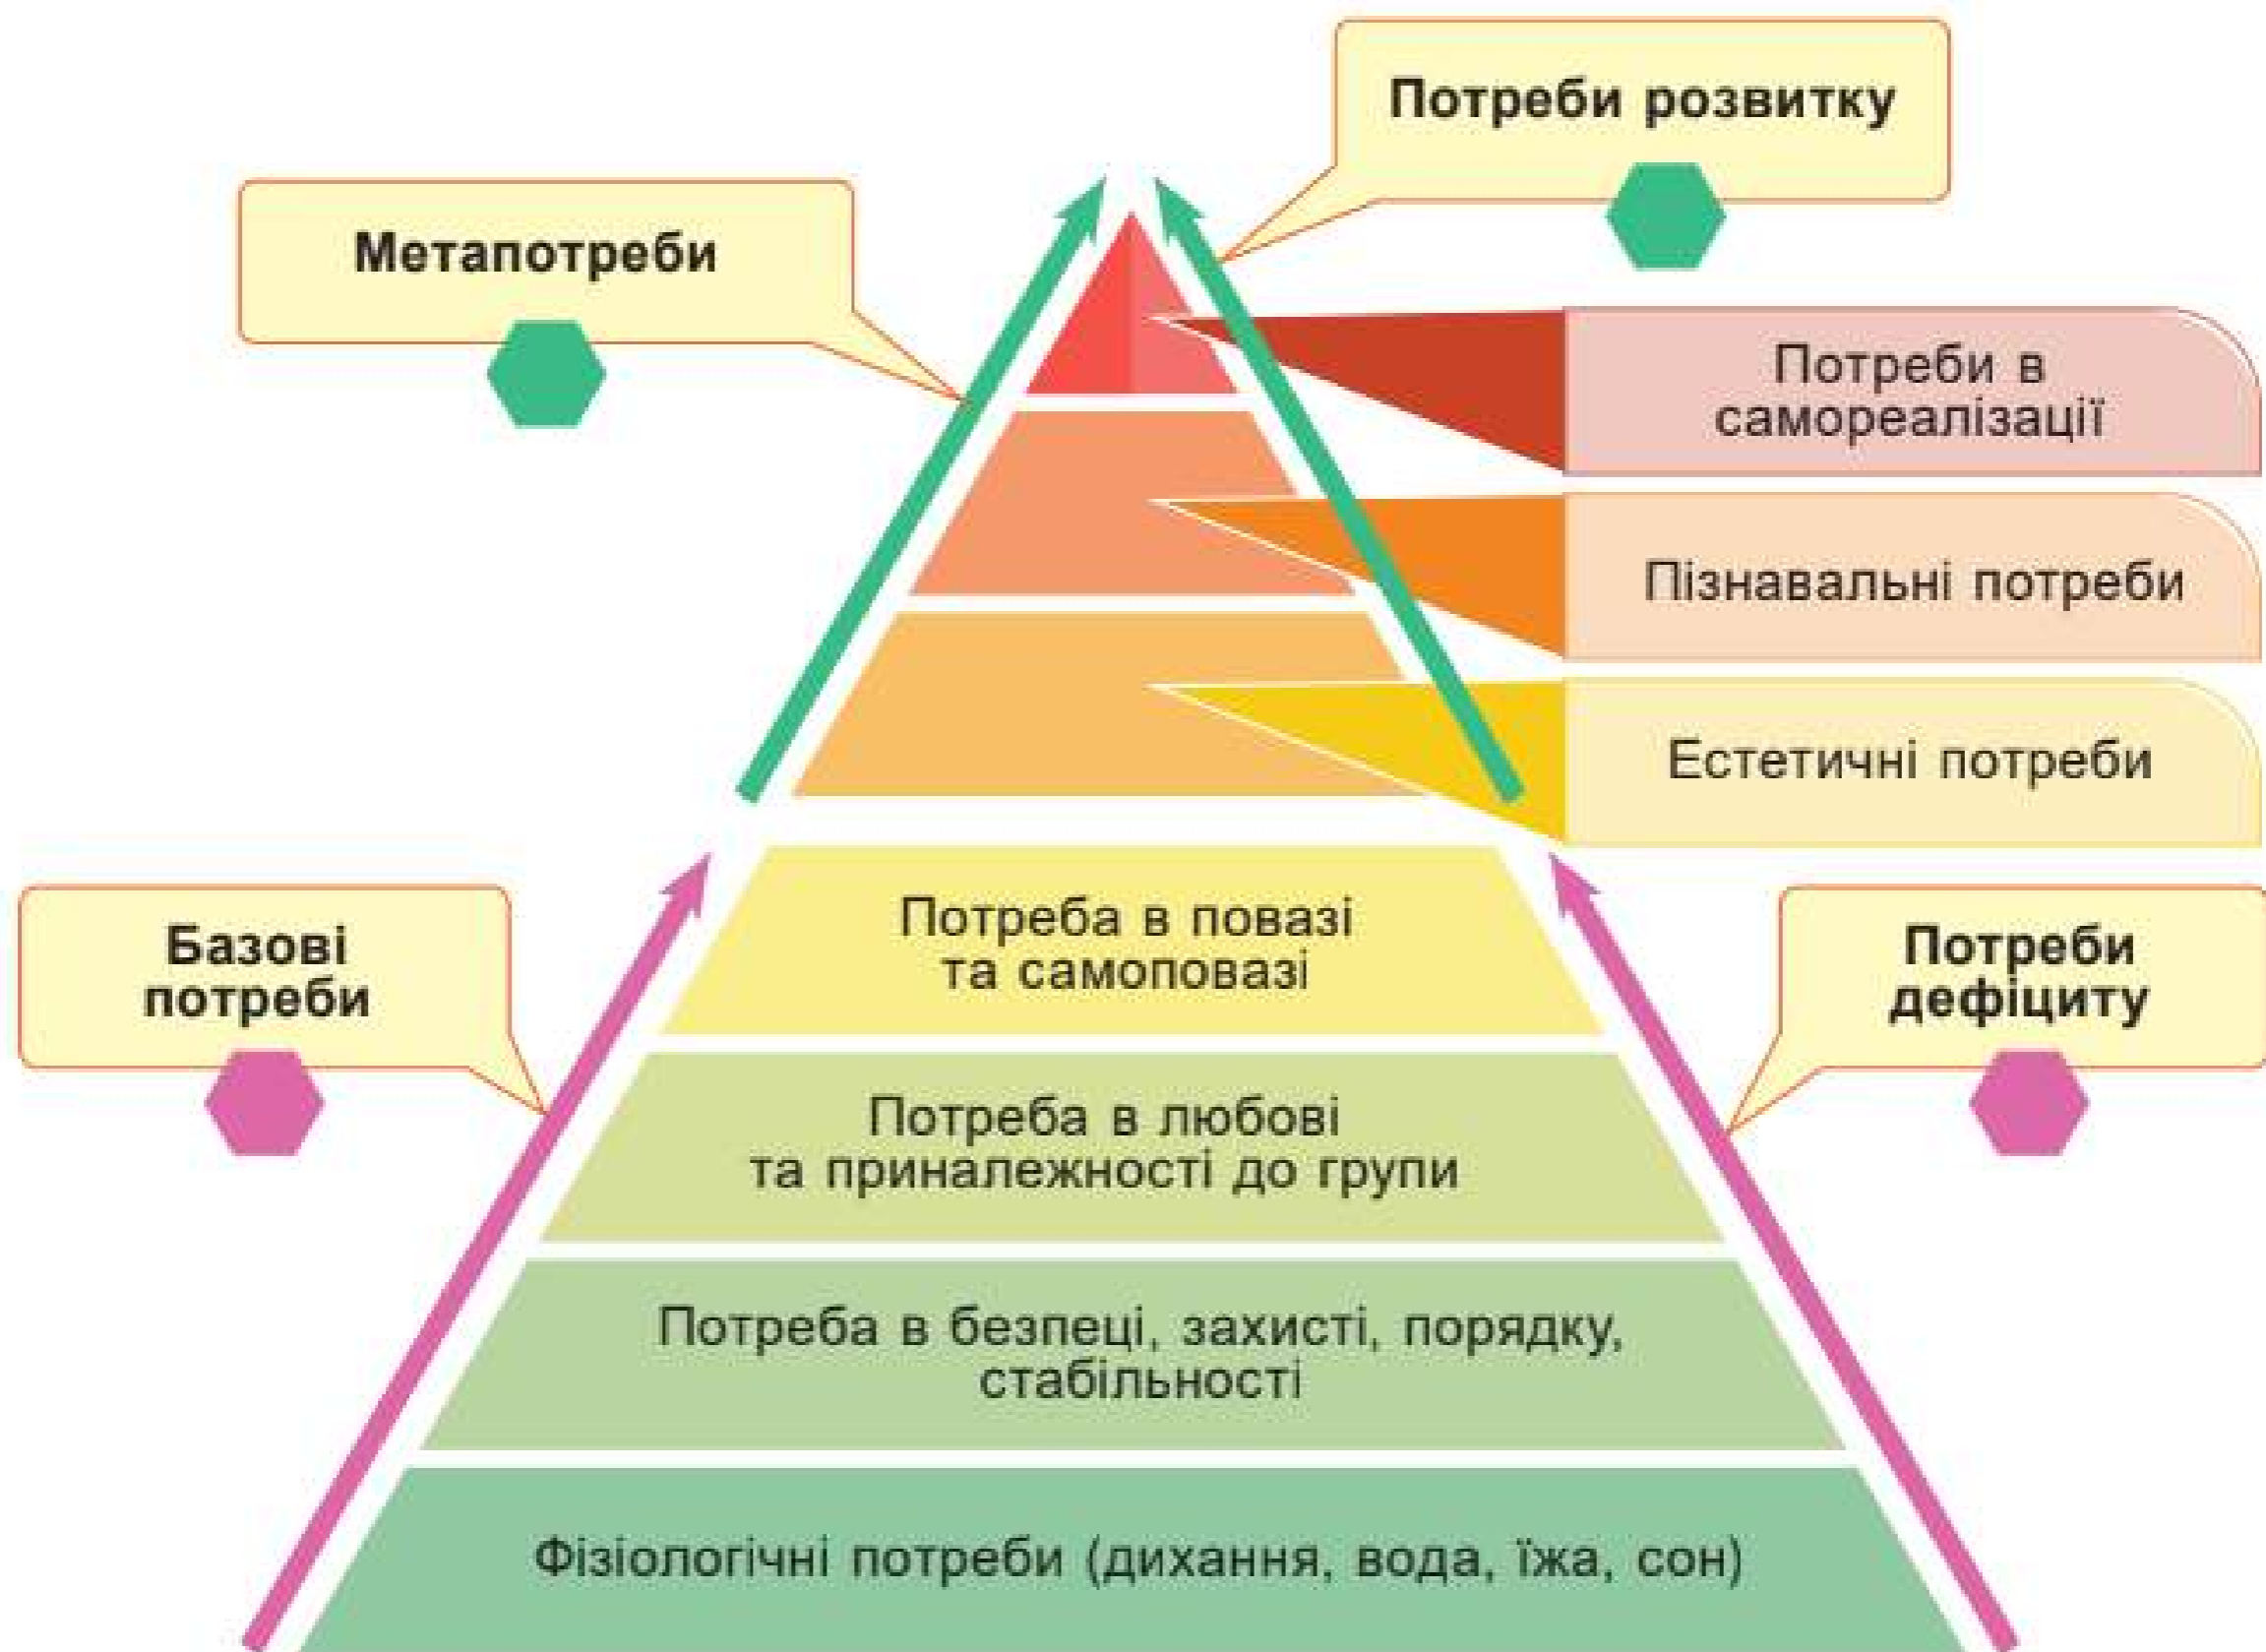 Потреби розвитку
Метапотреби
Потреби в
самореалізації
Пізнавальні потреби
Естетичні потреби
Базові
потреби
Потреба в повазі
та самоповазі
Потреби
дефіциту
Потреба в любові
та приналежності до групи
Потреба в безпеці, захисті, порядку,
стабільності
Фізіологічні потреби (дихання, вода, їжа, сон)